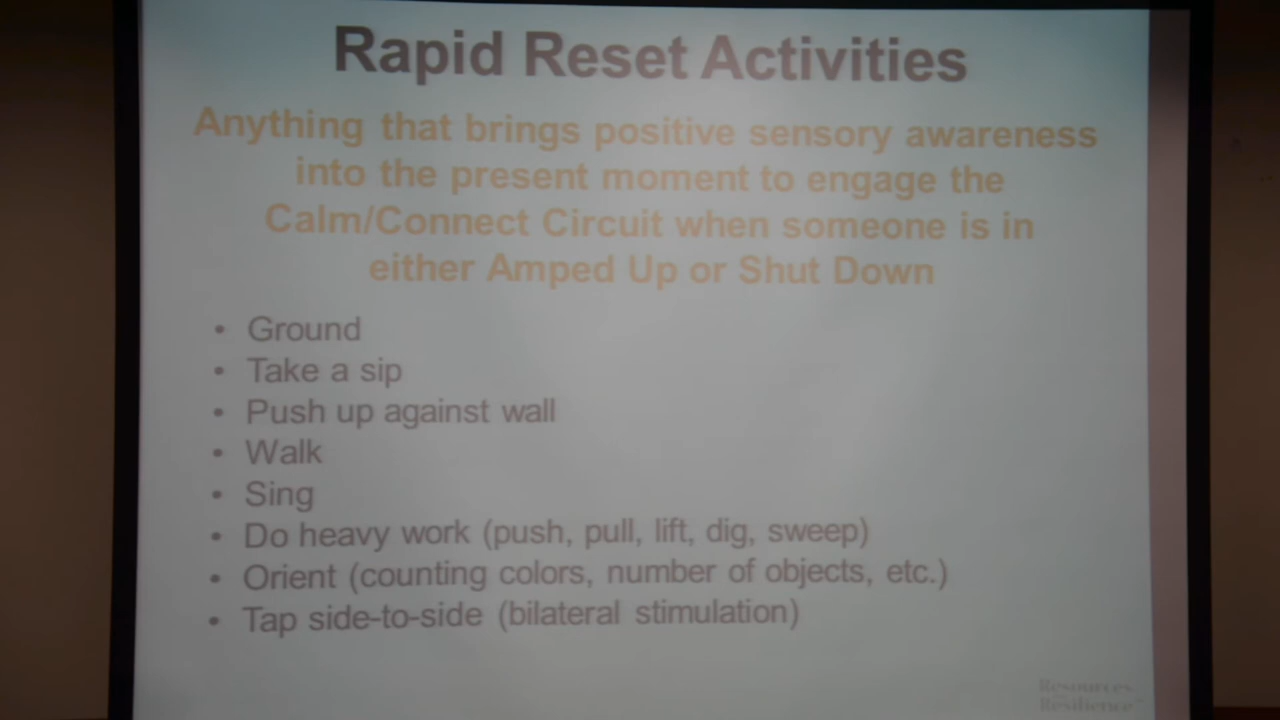 Rapid Reset Activities
Anything that brings positive sensory awareness
into the present moment to engage the
Calm/Connect Circuit when someone is in
either Amped Up or Shut Down
• Ground
• Take a sip
• Push up against wall
• Walk
• Sing
• Do heavy work (push, pull, lift, dig, sweep)
• Orient (counting colors, number of objects, etc.)
• Tap side-to-side (bilateral stimulation)
Resources
Resilience